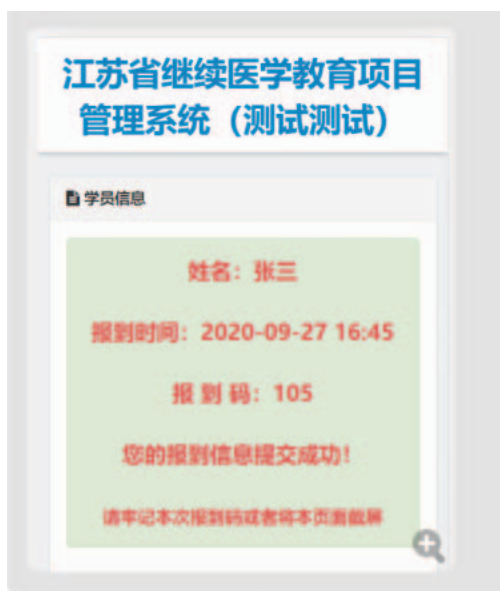 江苏省继续医学教育项目
管理系统（测试测试）
学员信息
姓名：张三
报到时间：2020-09-27 16:45
报 到 码：105
您的报到信息提交成功！
请牢记本次报到码或者将本页面截屏